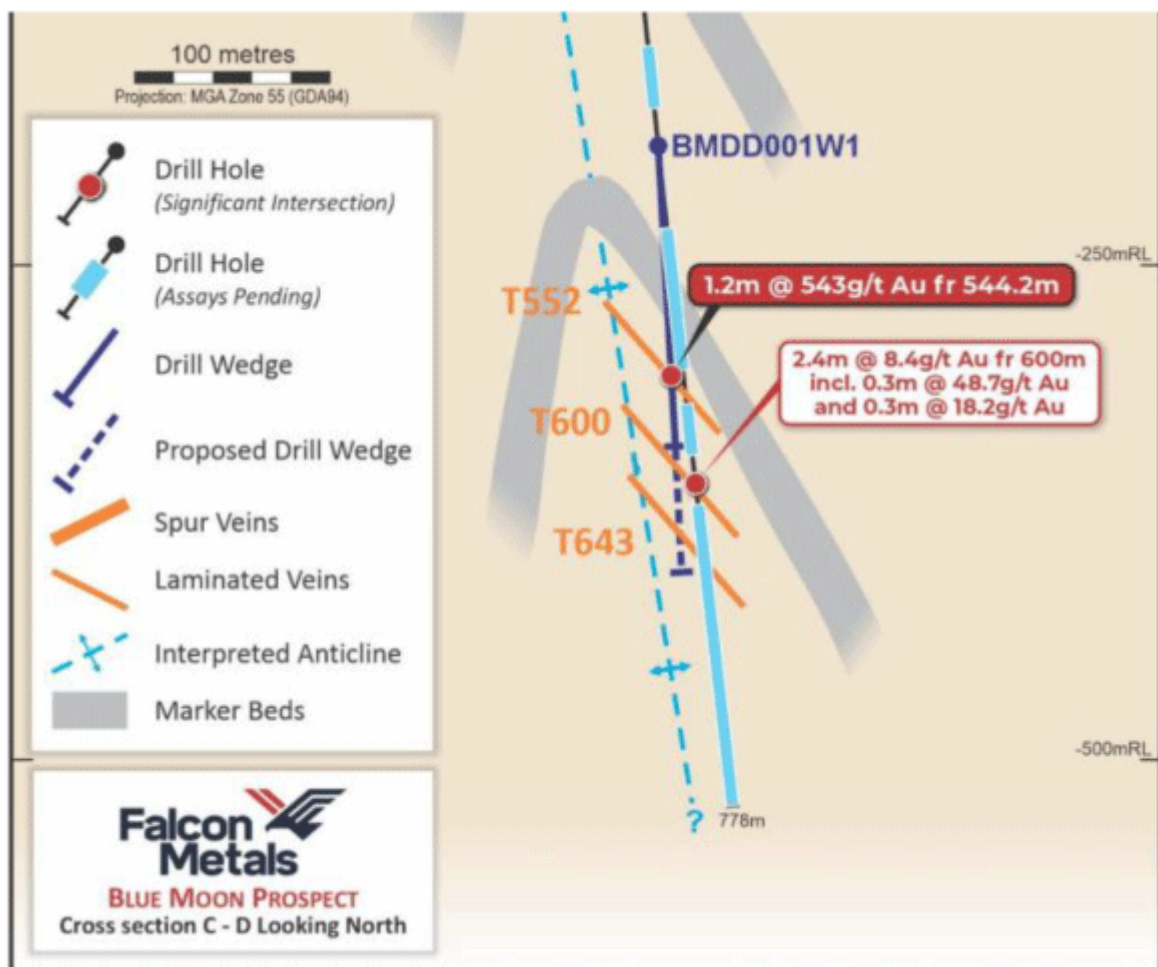 100 metres
Projection: MGA Zone 55 (GDA94)
Drill Hole
(Significant Intersection)
Drill Hole
(Assays Pending)
Drill Wedge
Proposed Drill Wedge
Spur Veins
Laminated Veins
Interpreted Anticline
Marker Beds
Falcon
Metals
BLUE MOON PROSPECT
Cross section C - D Looking North
BMDD001W1
-250mRL
1.2m @ 543g/t Au fr 544.2m
T552
2.4m @ 8.4g/t Au fr 600m
incl. 0.3m @ 48.7g/t Au
and 0.3m @ 18.2g/t Au
T600
T643
-500mRL
778m
?